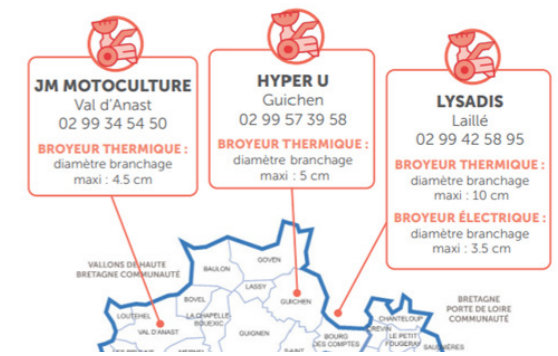 JM MOTOCULTURE
Val d'Anast
02 99 34 54 50
BROYEUR THERMIQUE :
diamètre branchage
maxi : 4.5 cm
HYPER U
Guichen
02 99 57 39 58
BROYEUR THERMIQUE :
diamètre branchage
maxi : 5 cm
LYSADIS
Laillé
02 99 42 58 95
BROYEUR THERMIQUE :
diamètre branchage
maxi : 10 cm
BROYEUR ÉLECTRIQUE :
diamètre branchage
maxi : 3.5 cm
VALLONS DE HAUTE
BRETAGNE COMMUNAUTÉ
GOVEN
BAULON
LASSY
BOVEL
GUICHEN
LOUTEHEL
LA CHAPELLE-
BOUEXIC
VAL D'ANAST
GUIGNEN
BOURG
DES COMPTES
SAINT
BRETAGNE
PORTE DE LOIRE
COMMUNAUTÉ
CHANTELOUP
CREVIN
LE PETIT
FOUGERAY